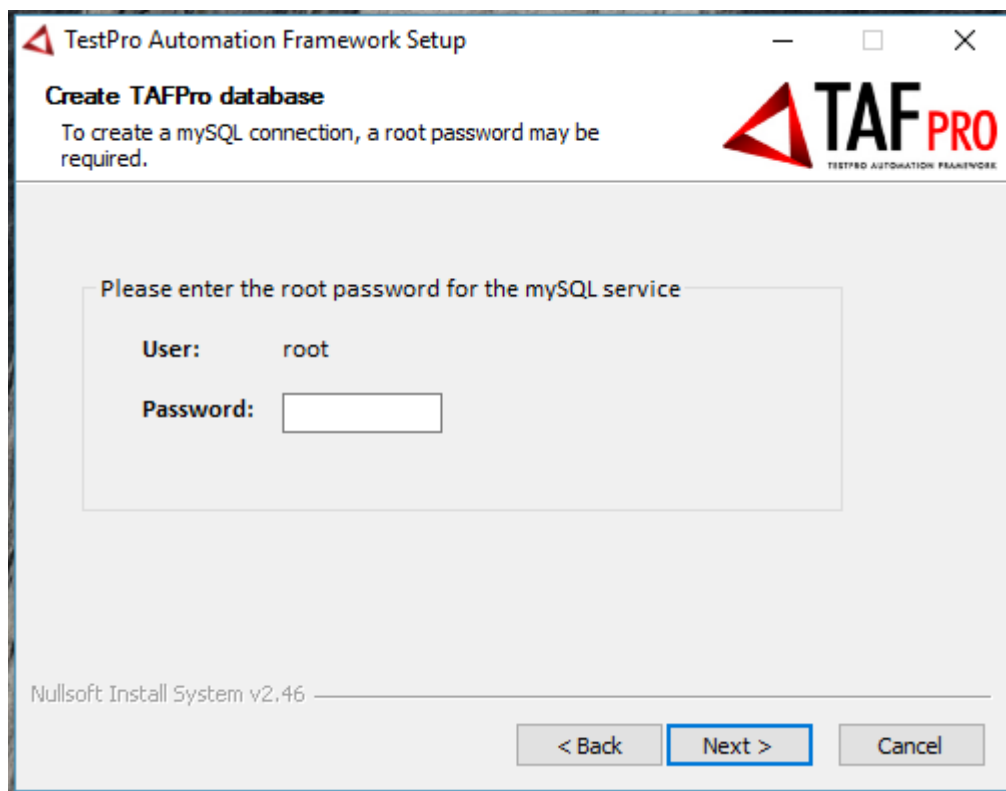 TestPro Automation Framework Setup
Create TAFPro database
To create a mySQL connection, a root password may be
required.
TAF PRO
TESTPRO AUTOMATION FRAMEWORK
Please enter the root password for the mySQL service
User: root
Password:
Nullsoft Install System v2.46
< Back Next > Cancel